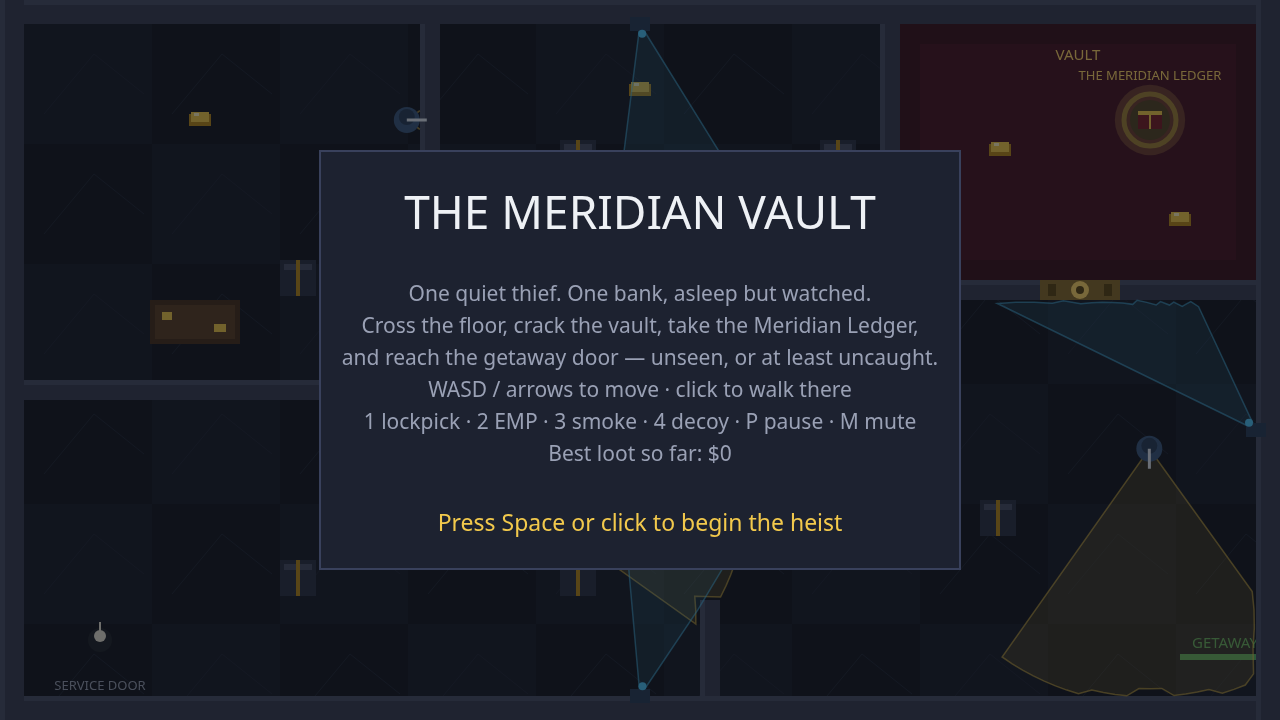 VAULT
THE MERIDIAN LEDGER
THE MERIDIAN VAULT
One quiet thief. One bank, asleep but watched.
Cross the floor, crack the vault, take the Meridian Ledger,
and reach the getaway door — unseen, or at least uncaught.
WASD / arrows to move · click to walk there
1 lockpick · 2 EMP · 3 smoke · 4 decoy · P pause · M mute
Best loot so far: $0
Press Space or click to begin the heist
GETAWAY
SERVICE DOOR